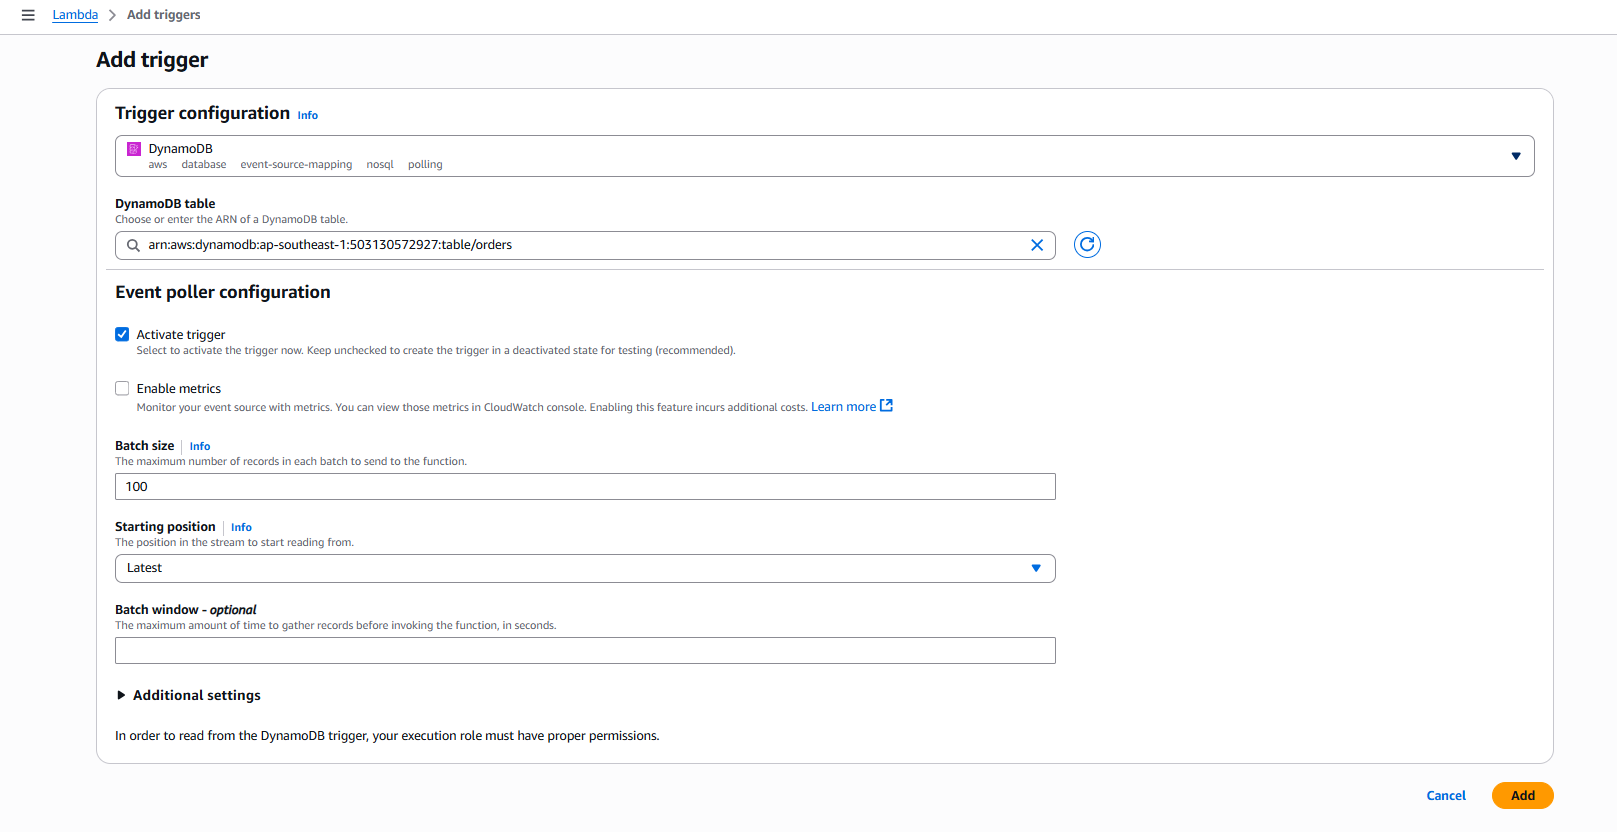 Lambda > Add triggers
Add trigger
Trigger configuration Info
DynamoDB
aws database event-source-mapping nosql polling
DynamoDB table
Choose or enter the ARN of a DynamoDB table.
arn:aws:dynamodb:ap-southeast-1:503130572927:table/orders
Event poller configuration
Activate trigger
Select to activate the trigger now. Keep unchecked to create the trigger in a deactivated state for testing (recommended).
Enable metrics
Monitor your event source with metrics. You can view those metrics in CloudWatch console. Enabling this feature incurs additional costs. Learn more
Batch size | Info
The maximum number of records in each batch to send to the function.
100
Starting position | Info
The position in the stream to start reading from.
Latest
Batch window - optional
The maximum amount of time to gather records before invoking the function, in seconds.
Additional settings
In order to read from the DynamoDB trigger, your execution role must have proper permissions.
Cancel Add